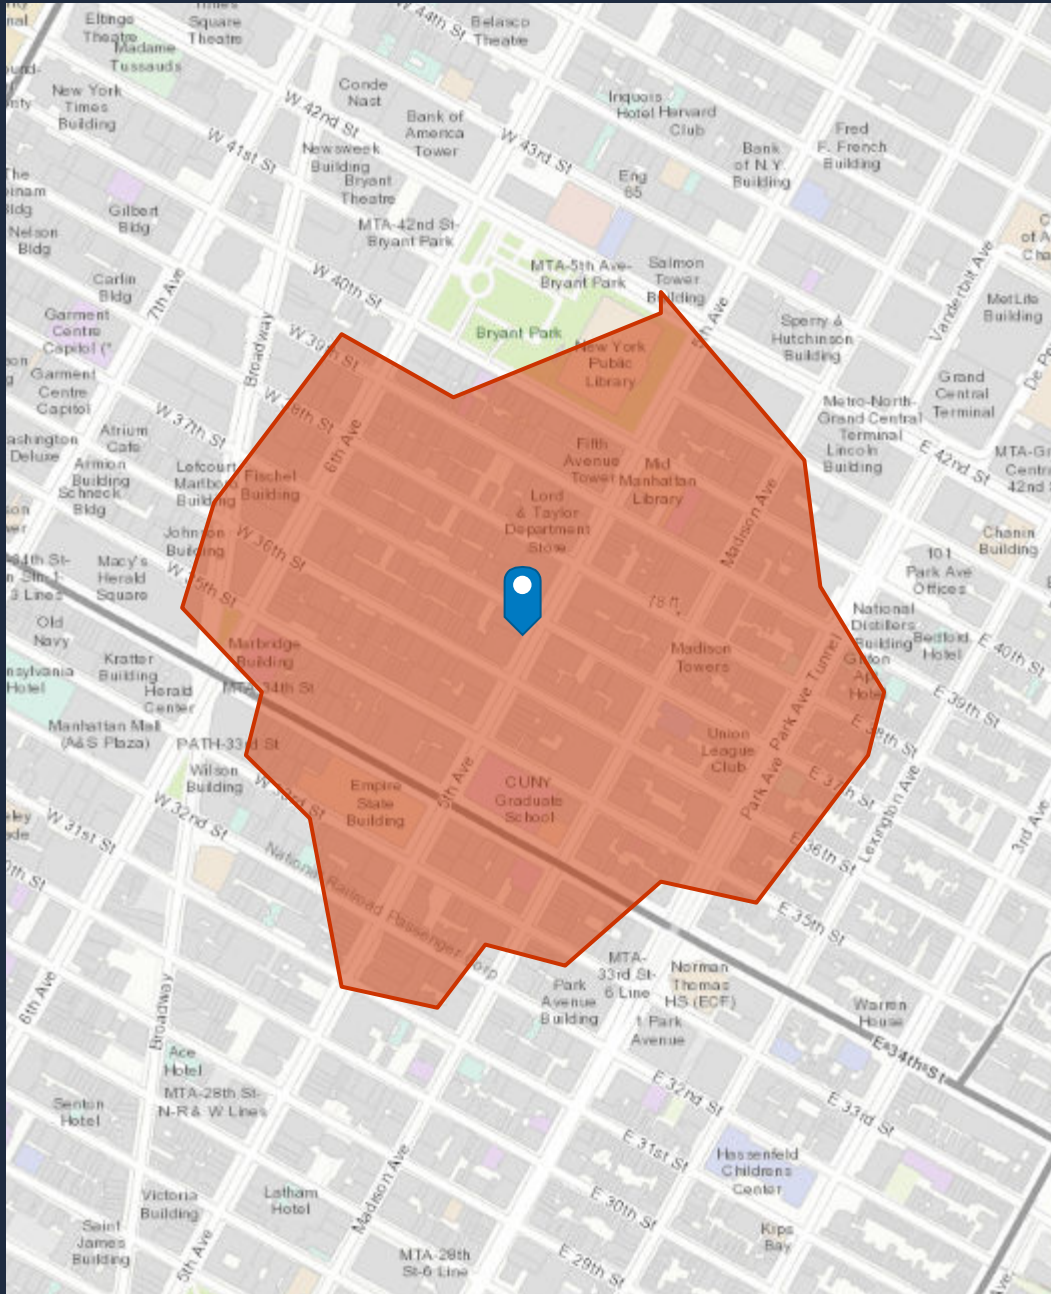 W 44th St
Eltinge
Theatre
Square
Theatre
Belasco
Theatre
Madame
Tussauds
New York
Times
Building
Conde
Nast
W 42nd St
Bank of
America
Tower
Iriquois
Hotel
Harvard
Club
W 41st St
Newsweek
Building
W 43rd St
Bank
of N.Y.
Building
Fred
F. French
Building
Bryant
Theatre
Eng
65
Gilbert
Bldg
Nelson
Bldg
MTA-42nd St-
Bryant Park
Carlin
Bldg
7th Ave
W 40th St
MTA-5th Ave-
Bryant Park
Salmon
Tower
Building
Vanderbilt Ave
MetLife
Building
Garment
Centre
Capitol (*
Broadway
W 39th St
Bryant Park
New York
Public
Library
Sperry &
Hutchinson
Building
Garment
Centre
Capitol
W 38th St
W 37th St
Atrium
Cafe
6th Ave
Grand
Central
Terminal
Metro-North-
Grand Central
Terminal
Lincoln
Building
E 42nd St
Armion
Building
Schneck
Bldg
Lefcourt
Marlboro
Building
Fischel
Building
Fifth
Avenue
Tower
Mid
Manhattan
Library
Lord
& Taylor
Department
Store
Madison Ave
Johnson
Building
W 36th St
Chanin
Building
101
Park Ave
Offices
Macy's
Herald
Square
W 35th St
78 ft
National
Distillers
Building
Bedford
Hotel
E 40th St
Old
Navy
Marbridge
Building
Madison
Towers
Park Ave Tunnel
Kratter
Building
Herald
Center
MTA-34th St
E 39th St
Manhattan Mall
(A&S Plaza)
PATH-33rd St
Union
League
Club
E 38th St
Wilson
Building
W 33rd St
Empire
State
Building
5th Ave
CUNY
Graduate
School
Park Ave
E 37th St
W 32nd St
W 31st St
Lexington Ave
3rd Ave
E 36th St
National Railroad Passenger Corp
E 35th St
6th Ave
Broadway
MTA-
33rd St-
6 Line
Park
Avenue
Building
Norman
Thomas
HS (ECF)
Warren
House
1 Park
Avenue
E 34th St
Ace
Hotel
MTA-28th St-
N-R & W Lines
Senton
Hotel
E 32nd St
E 33rd St
E 31st St
Hassenfeld
Childrens
Center
Victoria
Building
Latham
Hotel
Madison Ave
E 30th St
Kips
Bay
Saint
James
Building
5th Ave
MTA-28th
St-6 Line
E 29th St